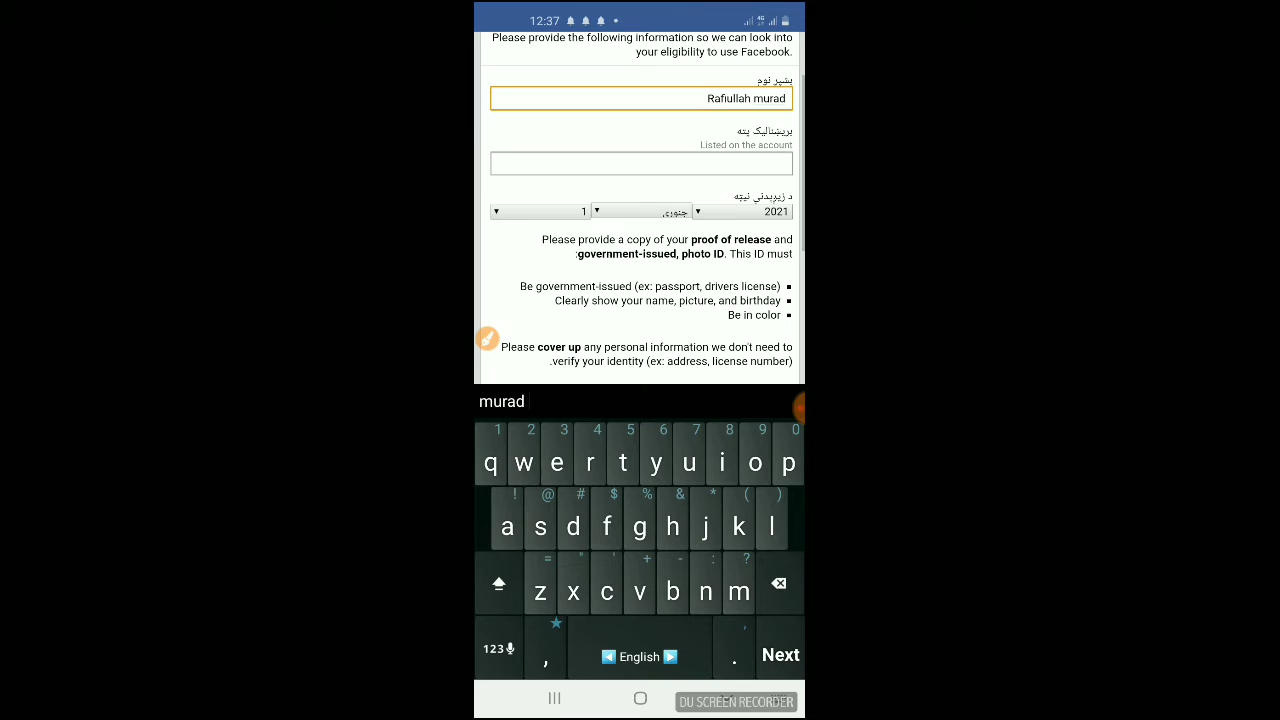 12:37
4G
Please provide the following information so we can look into
your eligibility to use Facebook.
بشپړ نوم
Rafiullah murad
بريښناليک پته
Listed on the account
د زېږېدنې نېټه
1
جنوري
2021
Please provide a copy of your proof of release and
:government-issued, photo ID. This ID must
Be government-issued (ex: passport, drivers license)
Clearly show your name, picture, and birthday
Be in color
Please cover up any personal information we don't need to
.verify your identity (ex: address, license number)
murad
1 2 3 4 5 6 7 8 9 0
q w e r t y u i o p
! @ # $ % & * ( )
a s d f g h j k l
= " ' + - : ?
z x c v b n m
123 , English . ' Next
DU SCREEN RECORDER